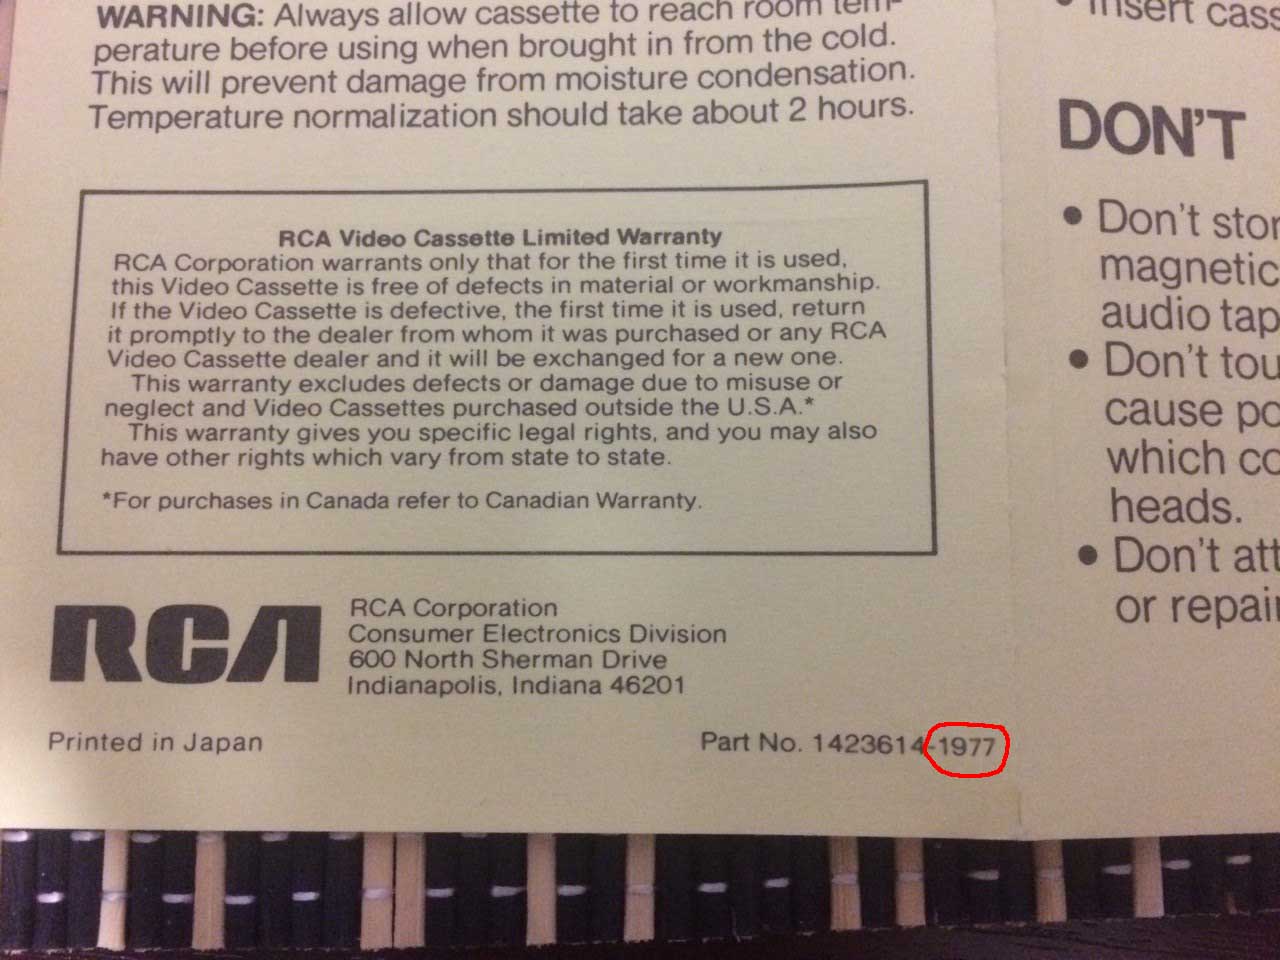 WARNING: Always allow cassette to reach room tem-
perature before using when brought in from the cold.
This will prevent damage from moisture condensation.
Temperature normalization should take about 2 hours.
RCA Video Cassette Limited Warranty
RCA Corporation warrants only that for the first time it is used,
this Video Cassette is free of defects in material or workmanship.
If the Video Cassette is defective, the first time it is used, return
it promptly to the dealer from whom it was purchased or any RCA
Video Cassette dealer and it will be exchanged for a new one.
This warranty excludes defects or damage due to misuse or
neglect and Video Cassettes purchased outside the U.S.A.*
This warranty gives you specific legal rights, and you may also
have other rights which vary from state to state.
*For purchases in Canada refer to Canadian Warranty.
RCA
RCA Corporation
Consumer Electronics Division
600 North Sherman Drive
Indianapolis, Indiana 46201
Printed in Japan
Part No. 1423614-1977
• Insert
DON'T
• Don't
magnetic
audio
• Don't
cause
which
heads.
• Don't
or